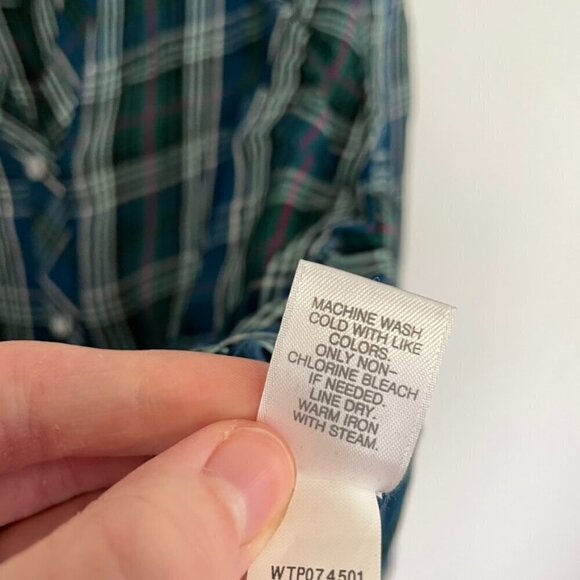 MACHINE WASH
COLD WITH LIKE
COLORS.
ONLY NON-
CHLORINE BLEACH
IF NEEDED.
LINE DRY.
WARM IRON
WITH STEAM.
WTP074501